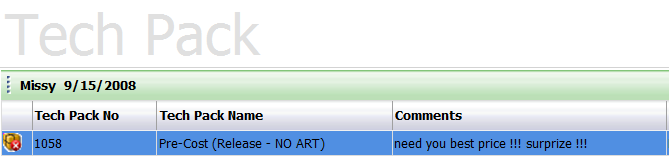 Tech Pack
Missy 9/15/2008
Tech Pack No Tech Pack Name Comments
1058 Pre-Cost (Release - NO ART) need you best price !!! surprize !!!